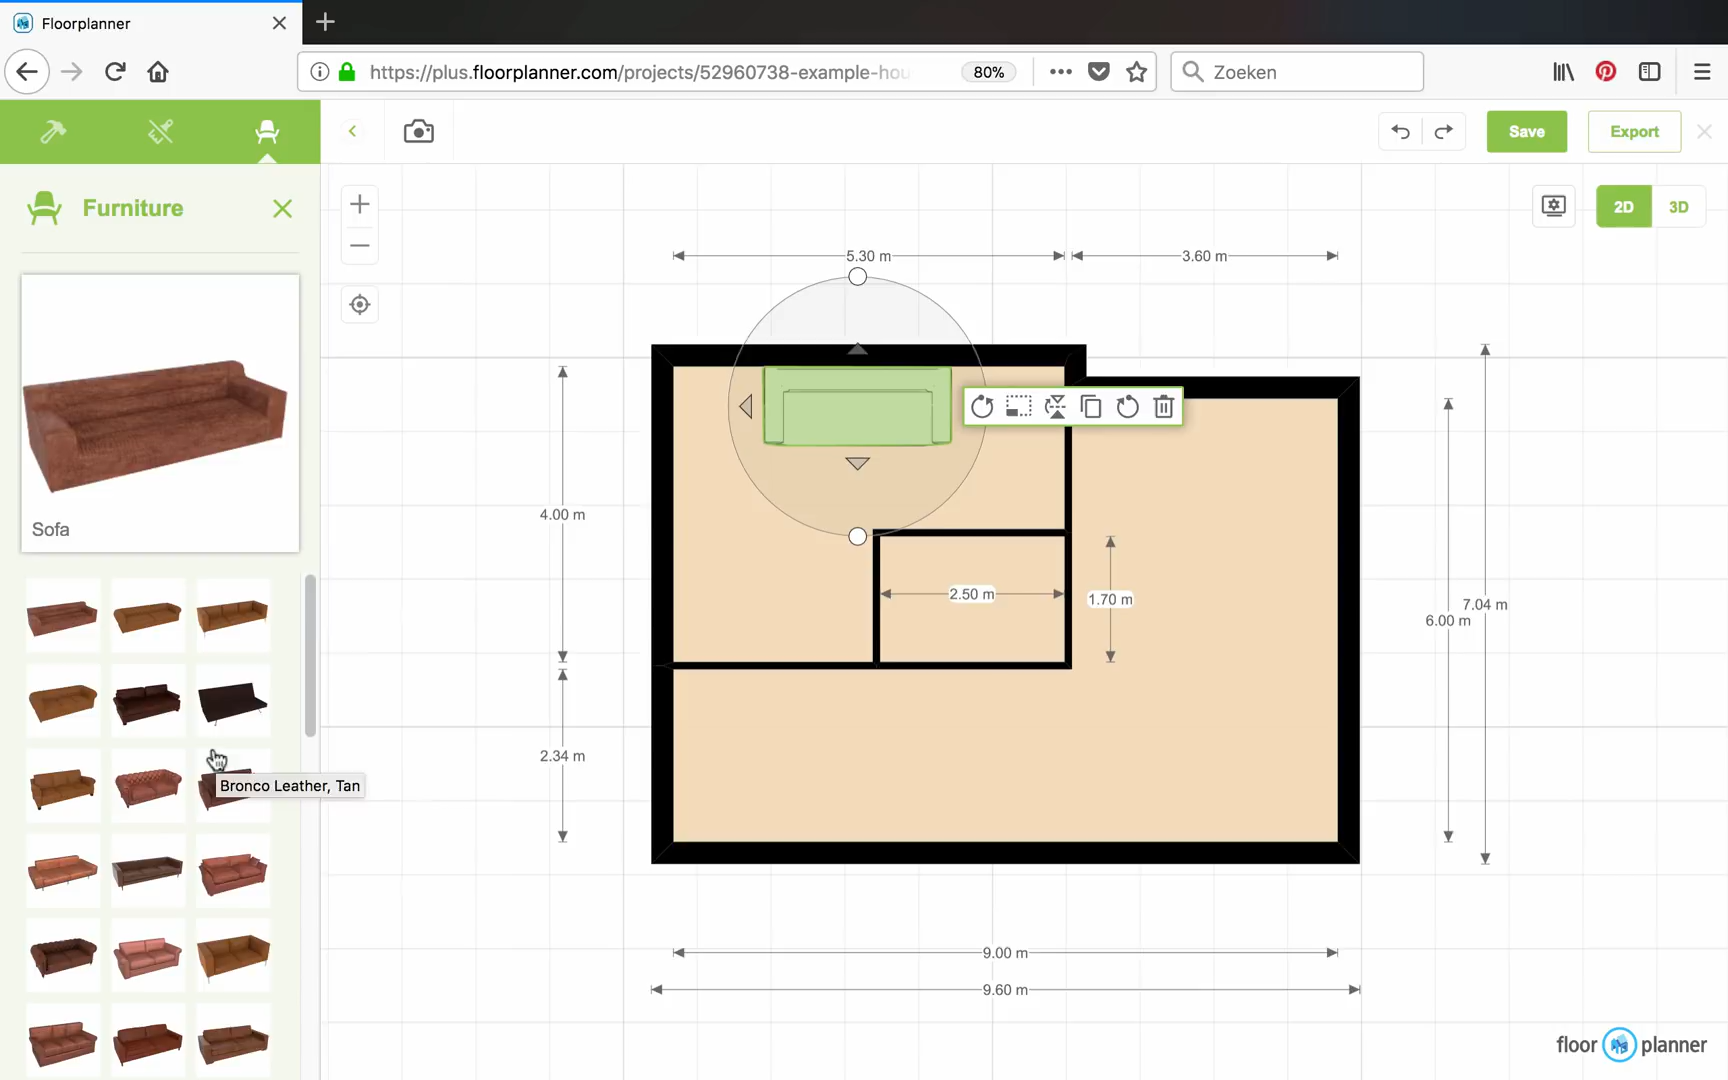 Floorplanner
https://plus.floorplanner.com/projects/52960738-example-hou
80%
Zoeken
Save
Export
Furniture
2D
3D
5.30 m
3.60 m
Sofa
4.00 m
2.50 m
1.70 m
7.04 m
6.00 m
2.34 m
Bronco Leather, Tan
9.00 m
9.60 m
floor planner